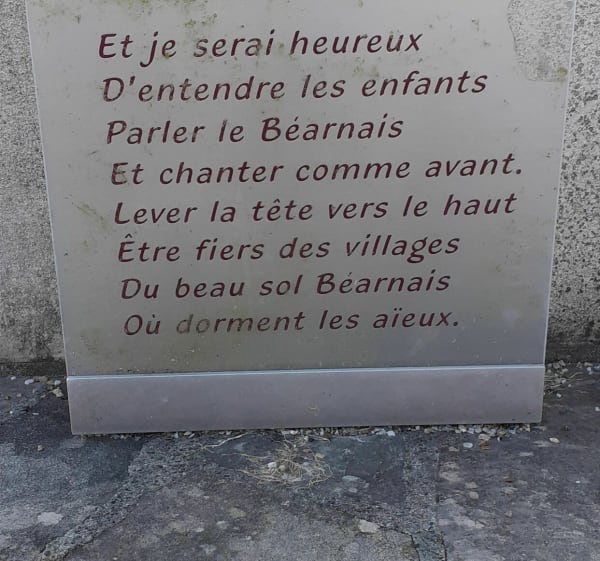 Et je serai heureux
D'entendre les enfants
Parler le Béarnais
Et chanter comme avant.
Lever la tête vers le haut
Être fiers des villages
Du beau sol Béarnais
Où dorment les aïeux.